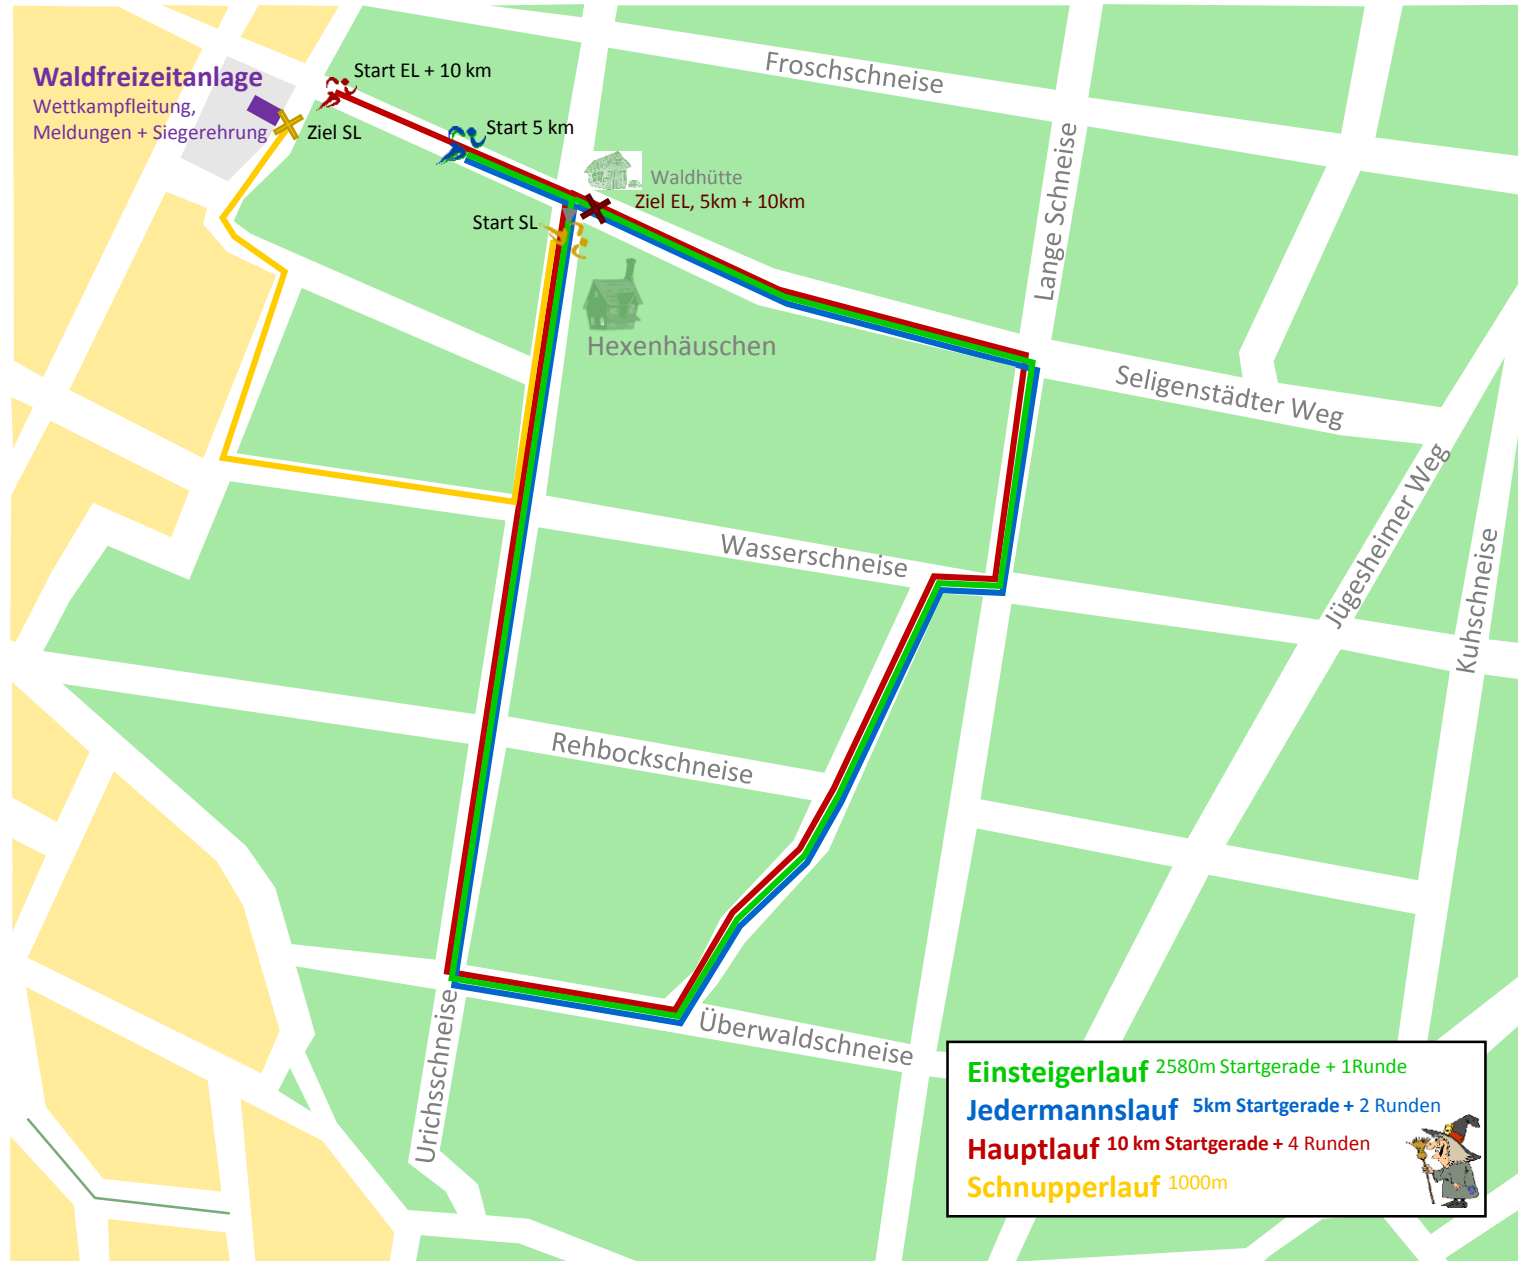 Froschschneise
Waldfreizeitanlage
Wettkampfleitung,
Meldungen + Siegerehrung
Start EL + 10 km
Ziel SL
Start 5 km
Waldhütte
Ziel EL, 5km + 10km
Start SL
Lange Schneise
Hexenhäuschen
Seligenstädter Weg
Jügesheimer Weg
Kuhschneise
Wasserschneise
Rehbockschneise
Überwaldschneise
Urichsschneise
Einsteigerlauf 2580m Startgerade + 1Runde
Jedermannslauf 5km Startgerade + 2 Runden
Hauptlauf 10 km Startgerade + 4 Runden
Schnupperlauf 1000m